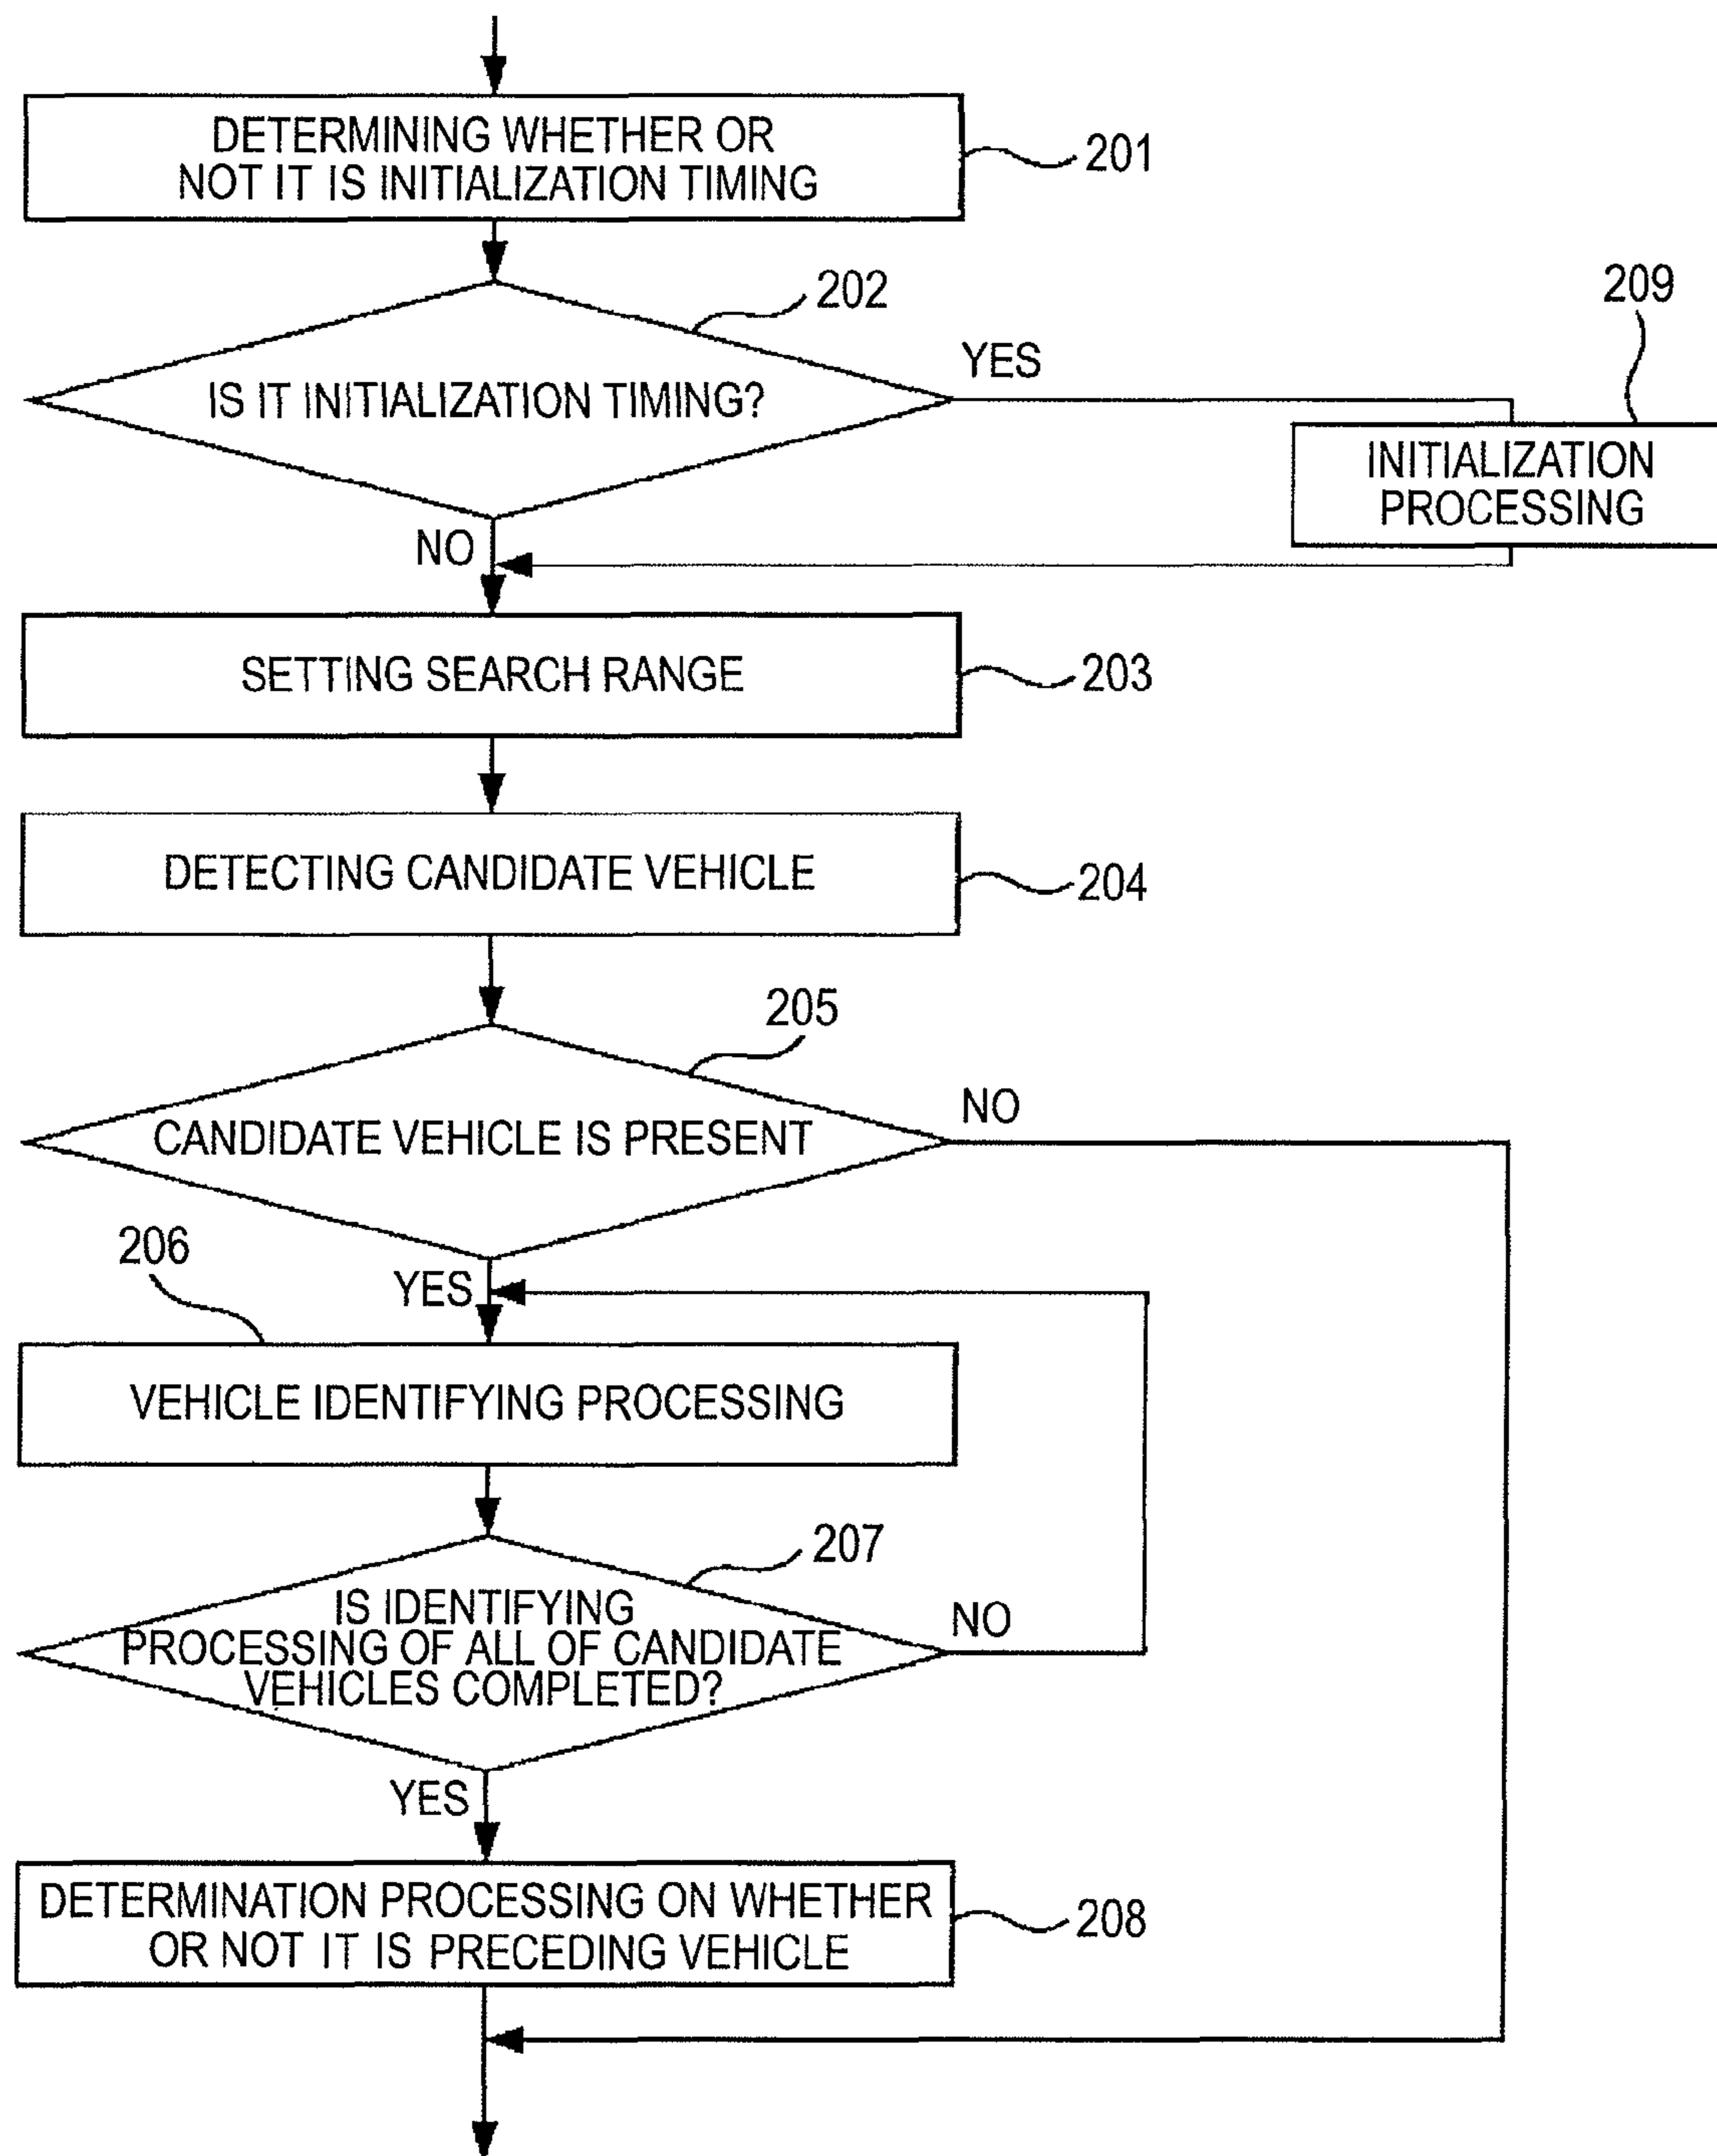 DETERMINING WHETHER OR
NOT IT IS INITIALIZATION TIMING
201
202
209
IS IT INITIALIZATION TIMING?
YES
INITIALIZATION
PROCESSING
NO
SETTING SEARCH RANGE
203
DETECTING CANDIDATE VEHICLE
204
205
CANDIDATE VEHICLE IS PRESENT
NO
206
YES
VEHICLE IDENTIFYING PROCESSING
207
IS IDENTIFYING
PROCESSING OF ALL OF CANDIDATE
VEHICLES COMPLETED?
NO
YES
DETERMINATION PROCESSING ON WHETHER
OR NOT IT IS PRECEDING VEHICLE
208